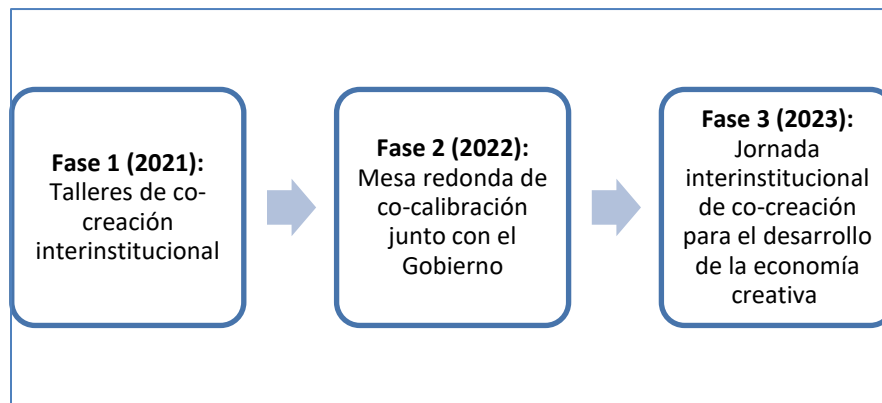 Fase 1 (2021):
Talleres de co-
creación
interinstitucional
Fase 2 (2022):
Mesa redonda de
co-calibración
junto con el
Gobierno
Fase 3 (2023):
Jornada
interinstitucional
de co-creación
para el desarrollo
de la economía
creativa